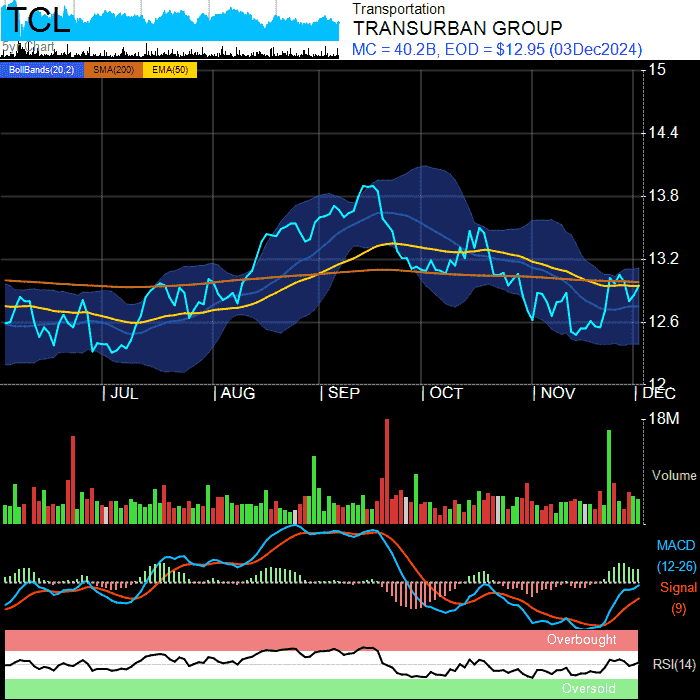 TCL
5yr Chart
Transportation
TRANSURBAN GROUP
MC = 40.2B, EOD = $12.95 (03Dec2024)
BollBands(20,2) SMA(200) EMA(50)
15
14.4
13.8
13.2
12.6
12
JUL AUG SEP OCT NOV DEC
18M
Volume
MACD
(12-26)
Signal
(9)
Overbought
RSI(14)
Oversold